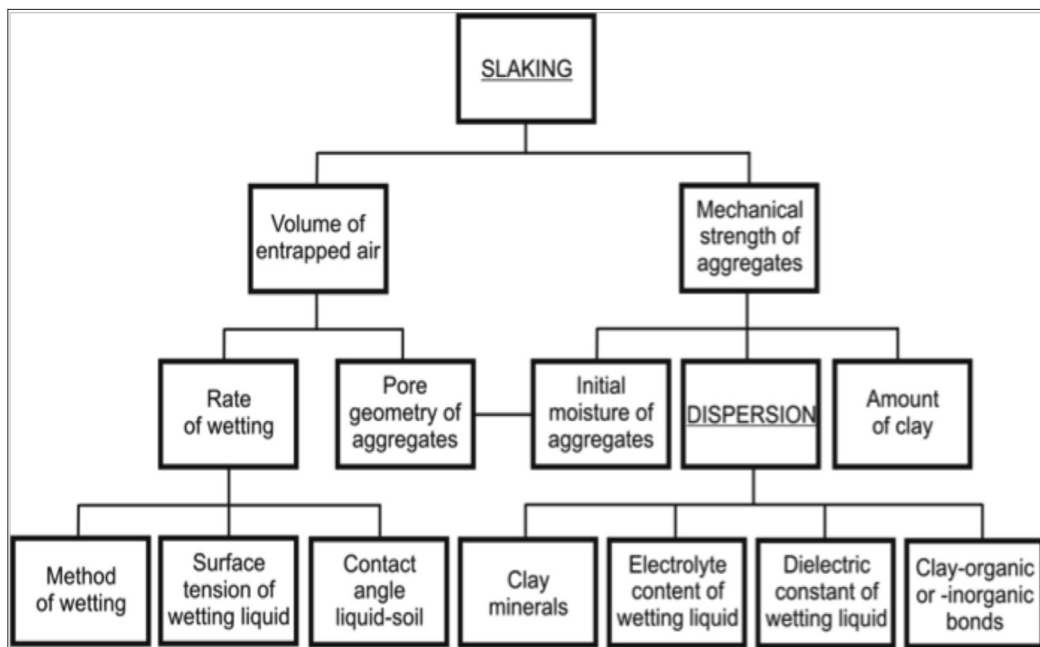 SLAKING
Volume of
entrapped air
Mechanical
strength of
aggregates
Rate
of wetting
Pore
geometry of
aggregates
Initial
moisture of
aggregates
DISPERSION
Amount
of clay
Method
of wetting
Surface
tension of
wetting liquid
Contact
angle
liquid-soil
Clay
minerals
Electrolyte
content of
wetting liquid
Dielectric
constant of
wetting liquid
Clay-organic
or -inorganic
bonds